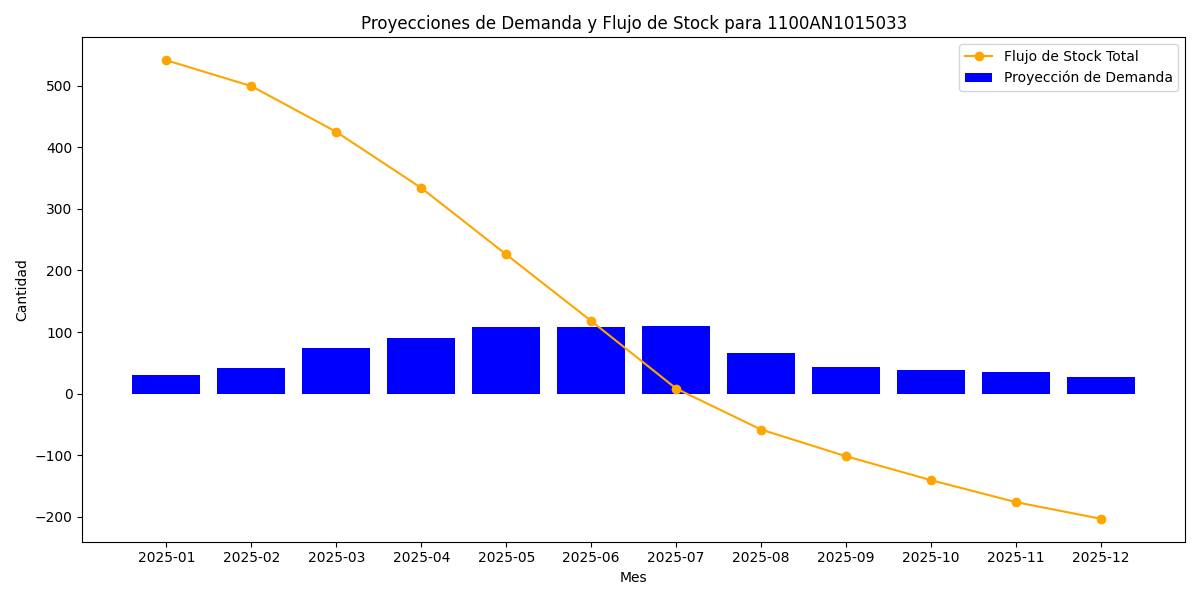 Proyecciones de Demanda y Flujo de Stock para 1100AN1015033
Flujo de Stock Total
Proyección de Demanda
Cantidad
500
400
300
200
100
0
−100
−200
2025-01 2025-02 2025-03 2025-04 2025-05 2025-06 2025-07 2025-08 2025-09 2025-10 2025-11 2025-12
Mes